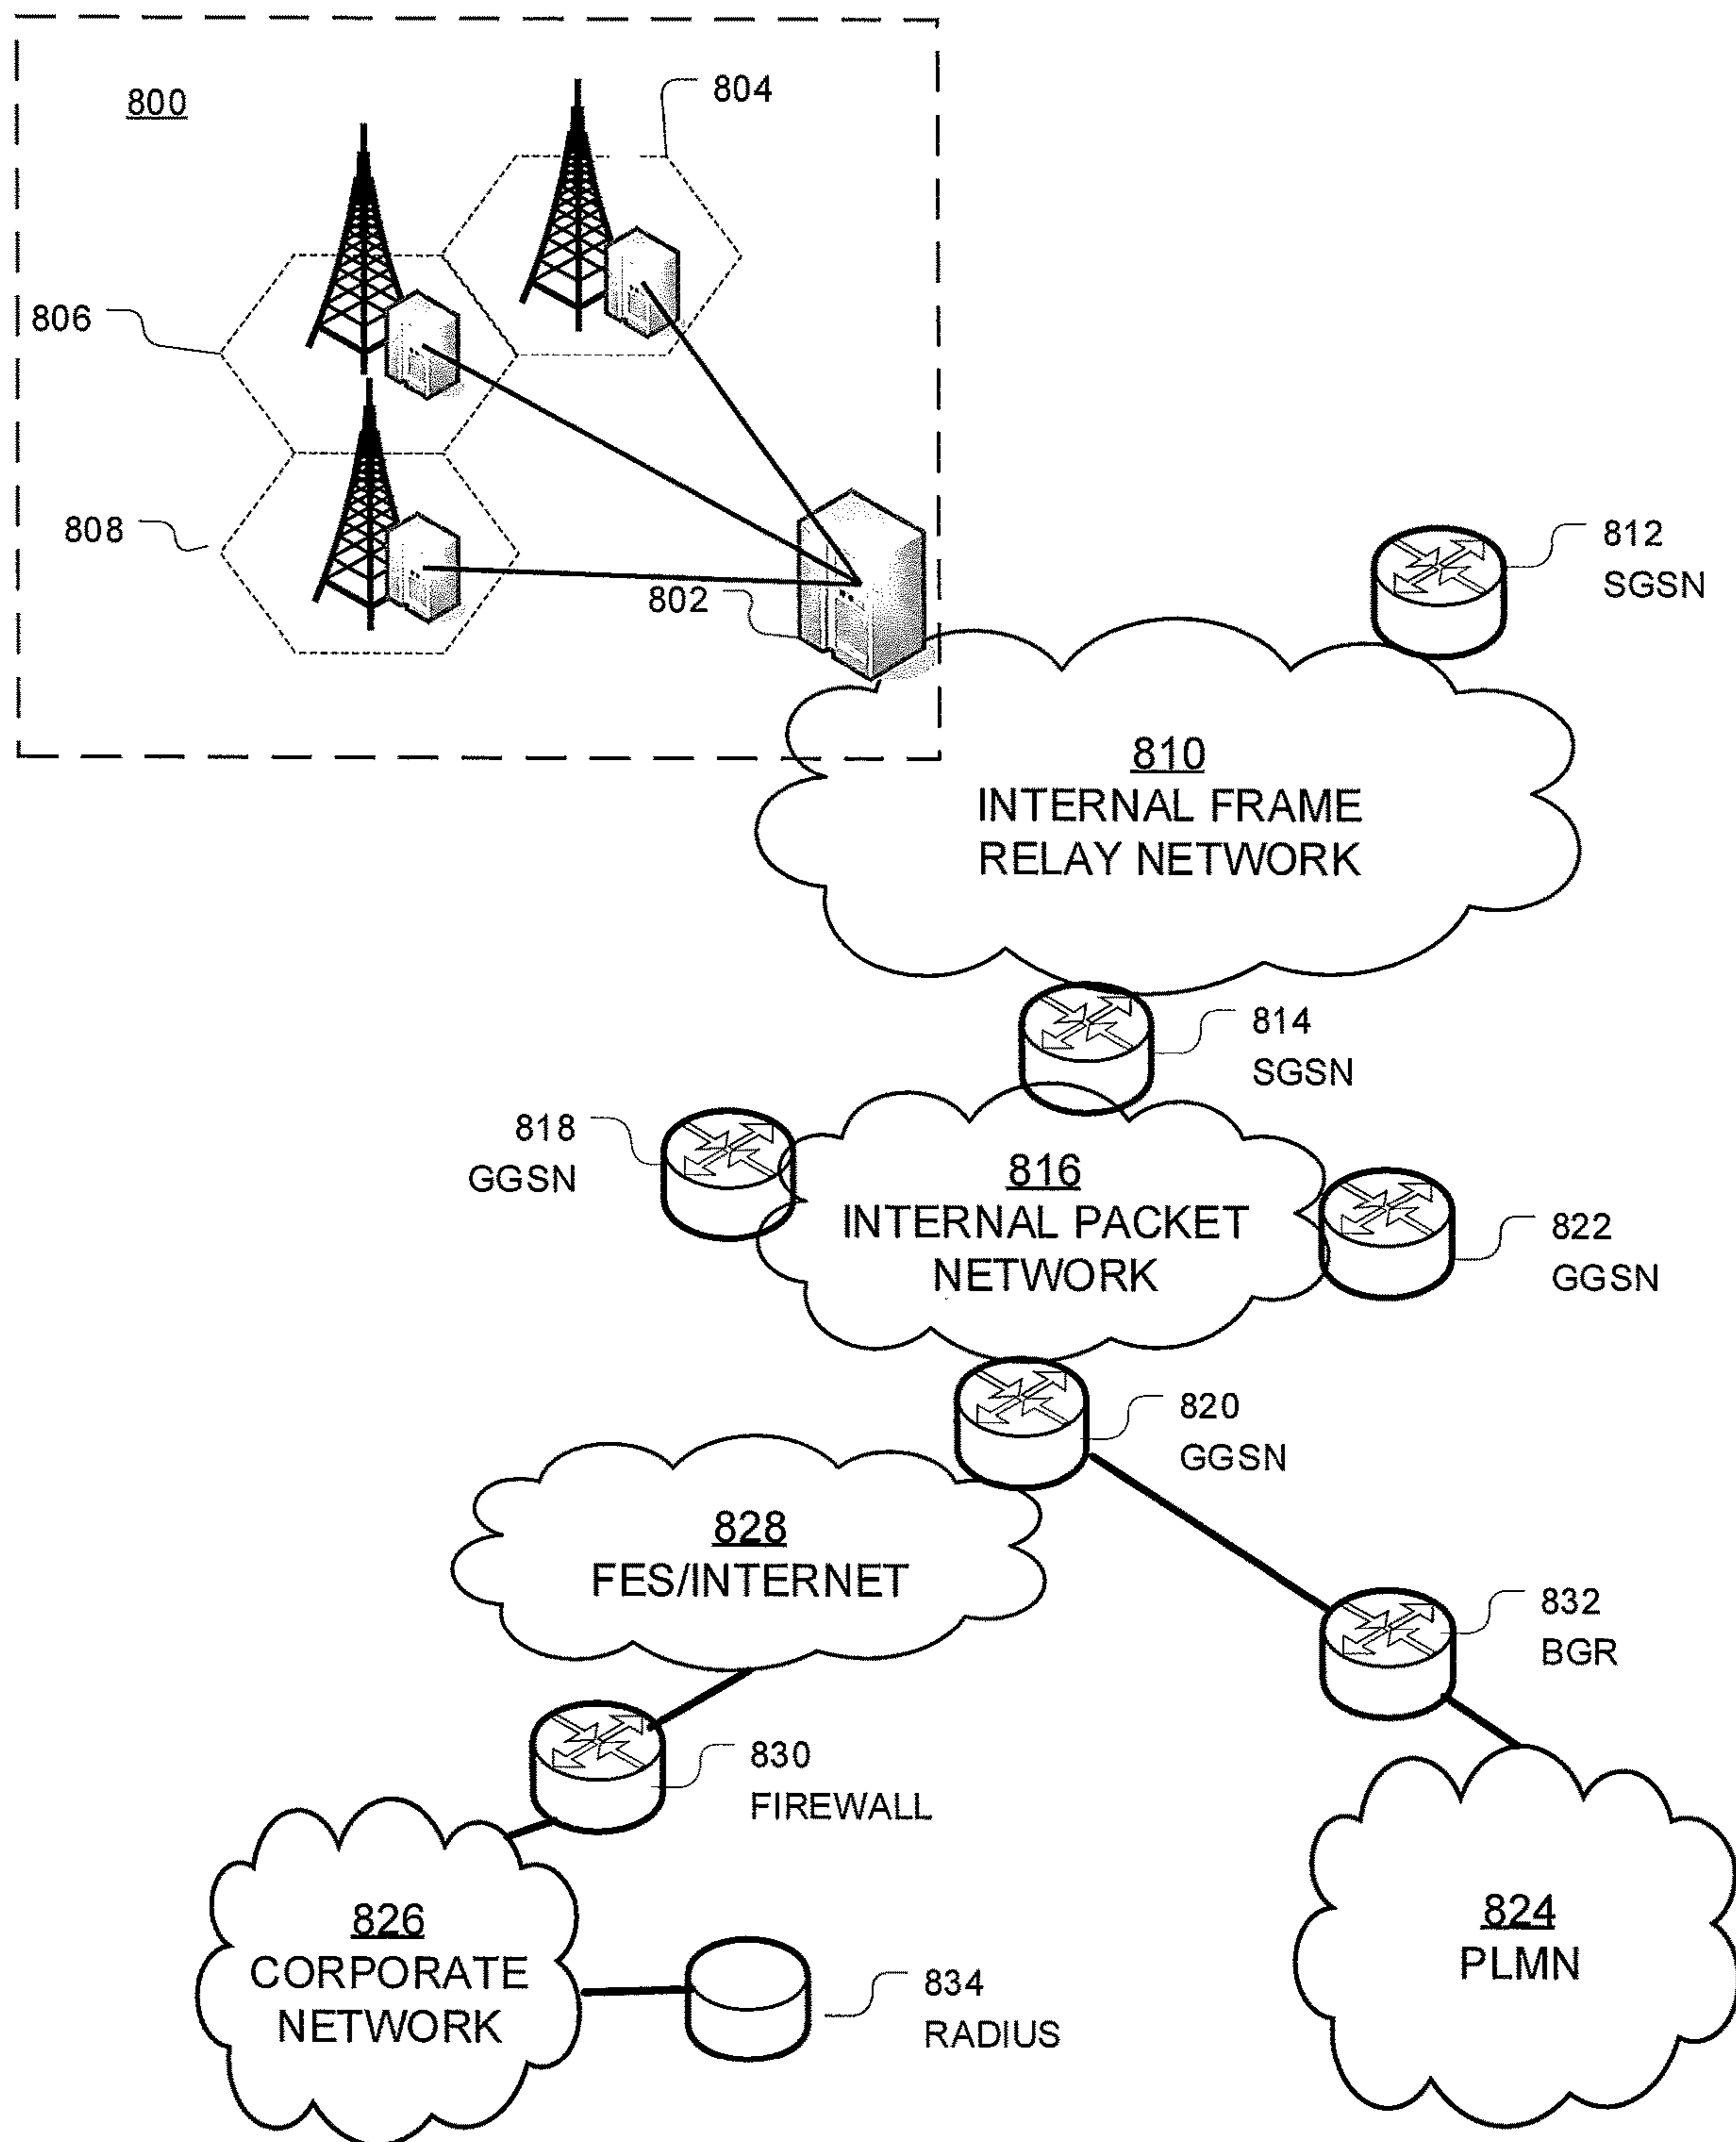 800
804
806
808
802
812
SGSN
810
INTERNAL FRAME
RELAY NETWORK
814
SGSN
818
GGSN
816
INTERNAL PACKET
NETWORK
822
GGSN
820
GGSN
828
FES/INTERNET
832
BGR
830
FIREWALL
826
CORPORATE
NETWORK
834
RADIUS
824
PLMN